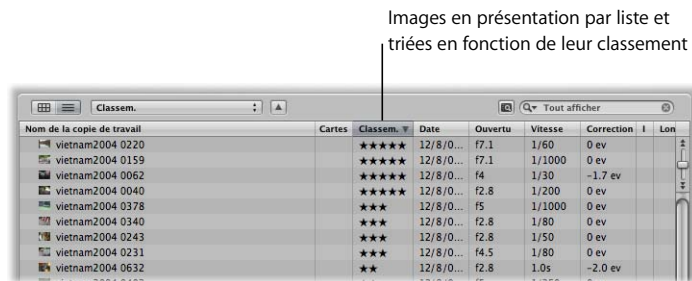 Images en présentation par liste et
triées en fonction de leur classement
Classem. Tout afficher
Nom de la copie de travail Cartes Classem. ▼ Date Ouvertu Vitesse Correction I Lon
vietnam2004 0220 ★★★★★ 12/8/0... f7.1 1/60 0 ev
vietnam2004 0159 ★★★★★ 12/8/0... f7.1 1/1000 0 ev
vietnam2004 0062 ★★★★★ 12/8/0... f4 1/30 −1.7 ev
vietnam2004 0040 ★★★★★ 12/8/0... f2.8 1/200 0 ev
vietnam2004 0378 ★★★ 12/8/0... f5 1/1000 0 ev
vietnam2004 0340 ★★★ 12/8/0... f2.8 1/80 0 ev
vietnam2004 0243 ★★★ 12/8/0... f2.8 1/50 0 ev
vietnam2004 0231 ★★★ 12/8/0... f4.5 1/80 0 ev
vietnam2004 0632 ★★ 12/8/0... f2.8 1.0s −2.0 ev